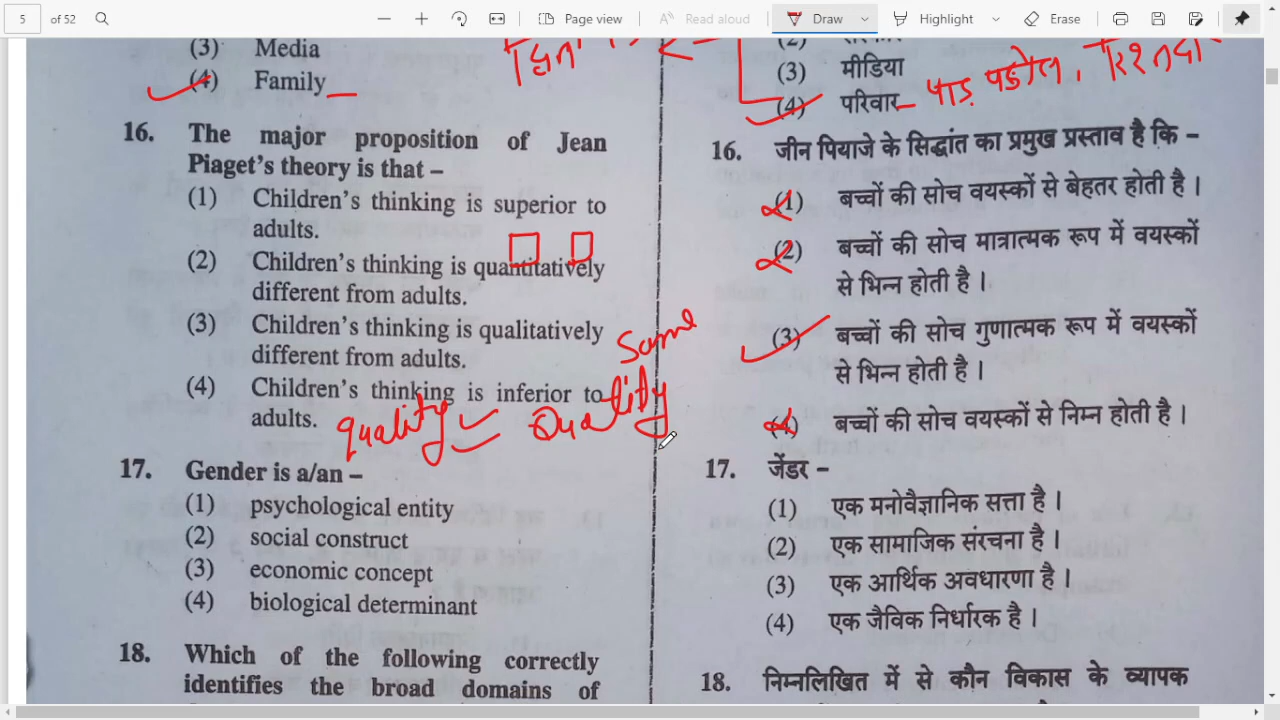 5 of 52 Page view Read aloud Draw Highlight Erase
(3) Media
(4) Family
16. The major proposition of Jean
Piaget's theory is that –
(1) Children's thinking is superior to
adults.
(2) Children's thinking is quantitatively
different from adults.
(3) Children's thinking is qualitatively
different from adults.
(4) Children's thinking is inferior to
adults.
Same
quality Quality
17. Gender is a/an –
(1) psychological entity
(2) social construct
(3) economic concept
(4) biological determinant
18. Which of the following correctly
identifies the broad domains of
(3) मीडिया
(4) परिवार
16. जीन पियाजे के सिद्धांत का प्रमुख प्रस्ताव है कि –
(1) बच्चों की सोच वयस्कों से बेहतर होती है ।
(2) बच्चों की सोच मात्रात्मक रूप में वयस्कों
से भिन्न होती है ।
(3) बच्चों की सोच गुणात्मक रूप में वयस्कों
से भिन्न होती है ।
(4) बच्चों की सोच वयस्कों से निम्न होती है ।
17. जेंडर –
(1) एक मनोवैज्ञानिक सत्ता है ।
(2) एक सामाजिक संरचना है ।
(3) एक आर्थिक अवधारणा है ।
(4) एक जैविक निर्धारक है ।
18. निम्नलिखित में से कौन विकास के व्यापक